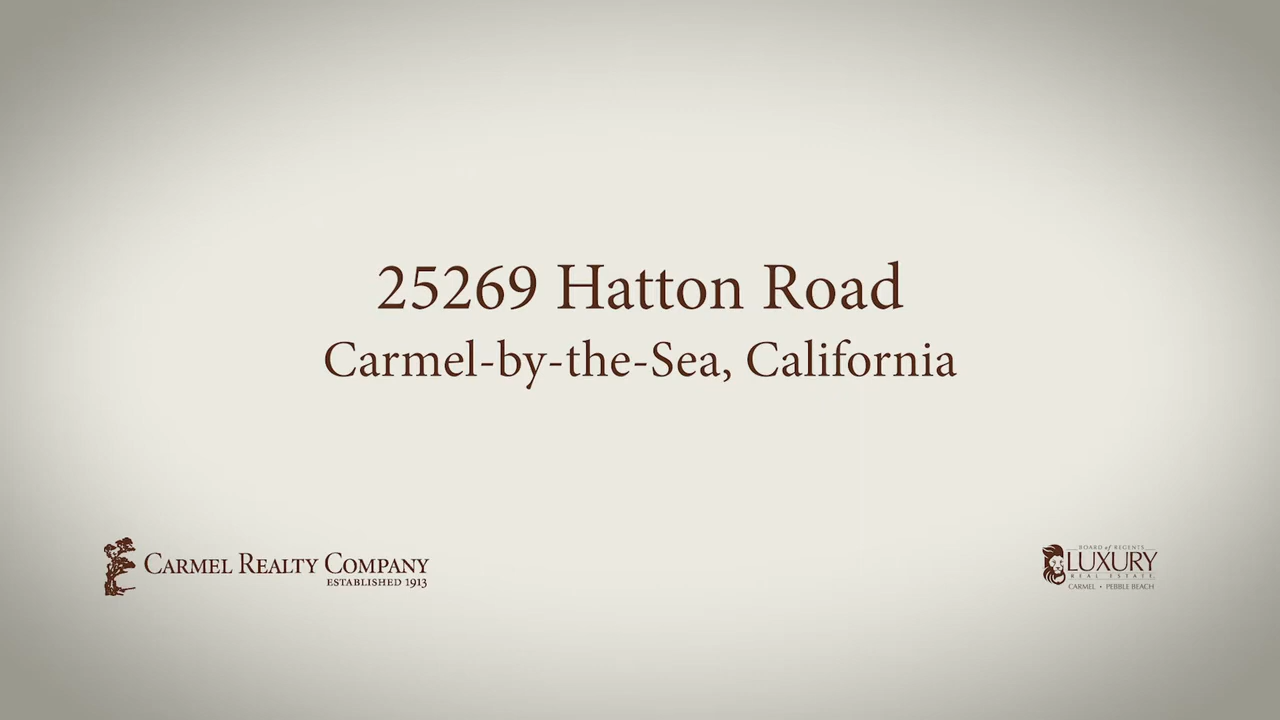 25269 Hatton Road
Carmel-by-the-Sea, California
CARMEL REALTY COMPANY
ESTABLISHED 1913
BOARD of REGENTS
LUXURY
REAL ESTATE
CARMEL • PEBBLE BEACH